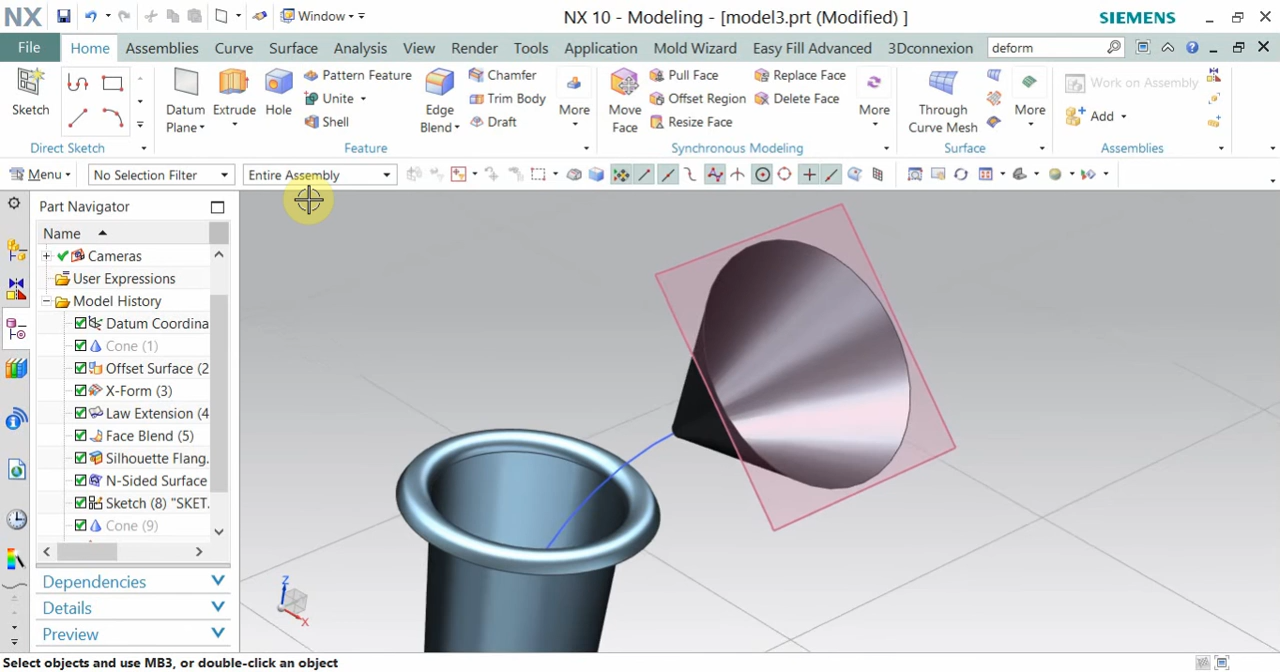 NX Window NX 10 - Modeling - [model3.prt (Modified) ] SIEMENS
File Home Assemblies Curve Surface Analysis View Render Tools Application Mold Wizard Easy Fill Advanced 3Dconnexion deform
Sketch
Direct Sketch
Datum
Plane
Extrude
Hole
Pattern Feature
Unite
Shell
Edge
Blend
Chamfer
Trim Body
Draft
More
Feature
Move
Face
Pull Face
Offset Region
Resize Face
Replace Face
Delete Face
More
Synchronous Modeling
Through
Curve Mesh
More
Surface
Work on Assembly
Add
Assemblies
Menu No Selection Filter Entire Assembly
Part Navigator
Name
Cameras
User Expressions
Model History
Datum Coordina
Cone (1)
Offset Surface (2
X-Form (3)
Law Extension (4
Face Blend (5)
Silhouette Flang.
N-Sided Surface
Sketch (8) "SKET.
Cone (9)
Dependencies
Details
Preview
Z
X
Select objects and use MB3, or double-click an object